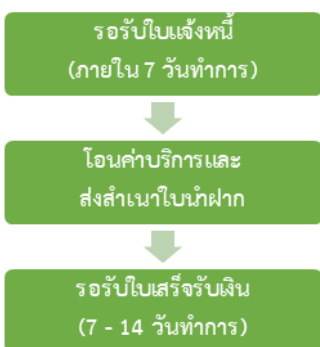 รอรับใบแจ้งหนี้
(ภายใน 7 วันทำการ)
โอนค่าบริการและ
ส่งสำเนาใบนำฝาก
รอรับใบเสร็จรับเงิน
(7 - 14 วันทำการ)